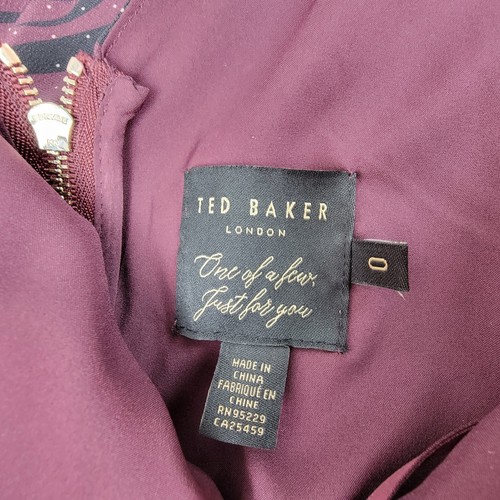 TED BAKER
LONDON
One of a few,
Just for you
0
MADE IN
CHINA
FABRIQUÉ EN
CHINE
RN95229
CA25459